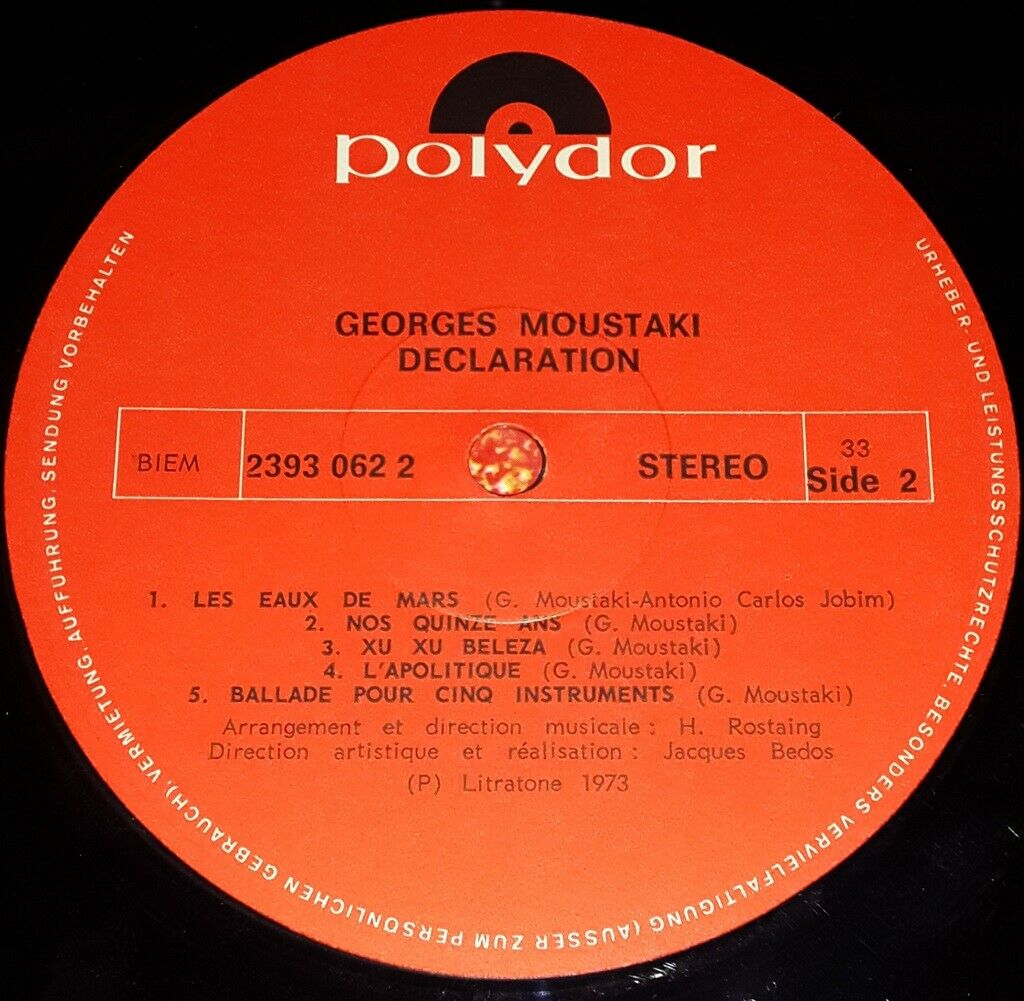 polydor
GEORGES MOUSTAKI
DECLARATION
BIEM
2393 062 2
STEREO
33
Side 2
1. LES EAUX DE MARS (G. Moustaki-Antonio Carlos Jobim)
2. NOS QUINZE ANS (G. Moustaki)
3. XU XU BELEZA (G. Moustaki)
4. L'APOLITIQUE (G. Moustaki)
5. BALLADE POUR CINQ INSTRUMENTS (G. Moustaki)
Arrangement et direction musicale : H. Rostaing
Direction artistique et réalisation : Jacques Bedos
(P) Litratone 1973
URHEBER- UND LEISTUNGSSCHUTZRECHTE, BESONDERS VERVIELFALTIGUNG (AUSSER ZUM PERSONLICHEN GEBRAUCH), VERMIETUNG, AUFFUHRUNG, SENDUNG VORBEHALTEN